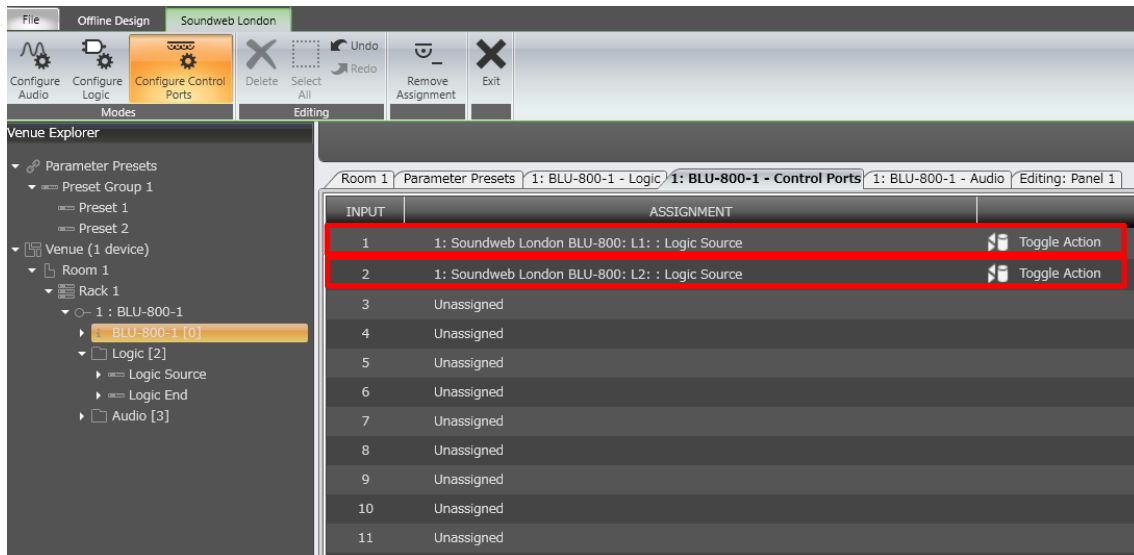 File Offline Design Soundweb London
Undo
Redo
Configure Audio Configure Logic Configure Control Ports Delete Select All Remove Assignment Exit
Modes Editing
Venue Explorer
Parameter Presets
Preset Group 1
Preset 1
Preset 2
Venue (1 device)
Room 1
Rack 1
1 : BLU-800-1
BLU-800-1 [0]
Logic [2]
Logic Source
Logic End
Audio [3]
Room 1 Parameter Presets 1: BLU-800-1 - Logic 1: BLU-800-1 - Control Ports 1: BLU-800-1 - Audio Editing: Panel 1
INPUT ASSIGNMENT
1 1: Soundweb London BLU-800: L1: : Logic Source Toggle Action
2 1: Soundweb London BLU-800: L2: : Logic Source Toggle Action
3 Unassigned
4 Unassigned
5 Unassigned
6 Unassigned
7 Unassigned
8 Unassigned
9 Unassigned
10 Unassigned
11 Unassigned